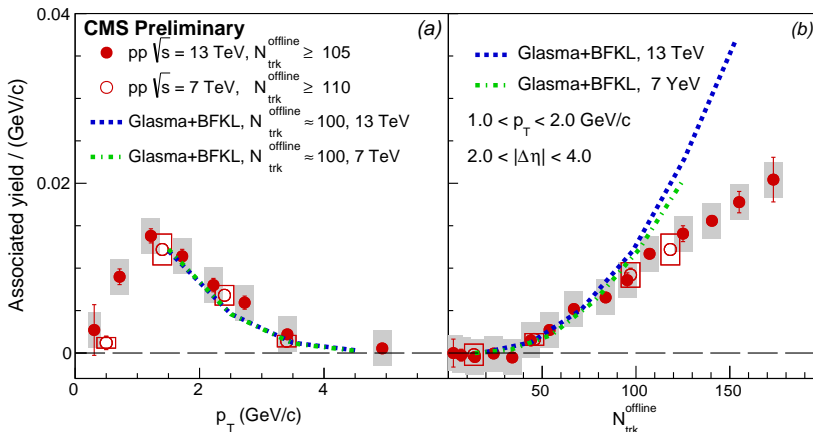 CMS Preliminary
(a)
pp √s = 13 TeV, N_trk^offline ≥ 105
pp √s = 7 TeV, N_trk^offline ≥ 110
Glasma+BFKL, N_trk^offline ≈ 100, 13 TeV
Glasma+BFKL, N_trk^offline ≈ 100, 7 TeV
(b)
Glasma+BFKL, 13 TeV
Glasma+BFKL, 7 YeV
1.0 < p_T < 2.0 GeV/c
2.0 < |Δη| < 4.0
Associated yield / (GeV/c)
0.04
0.02
0
0 2 4
p_T (GeV/c)
50 100 150
N_trk^offline